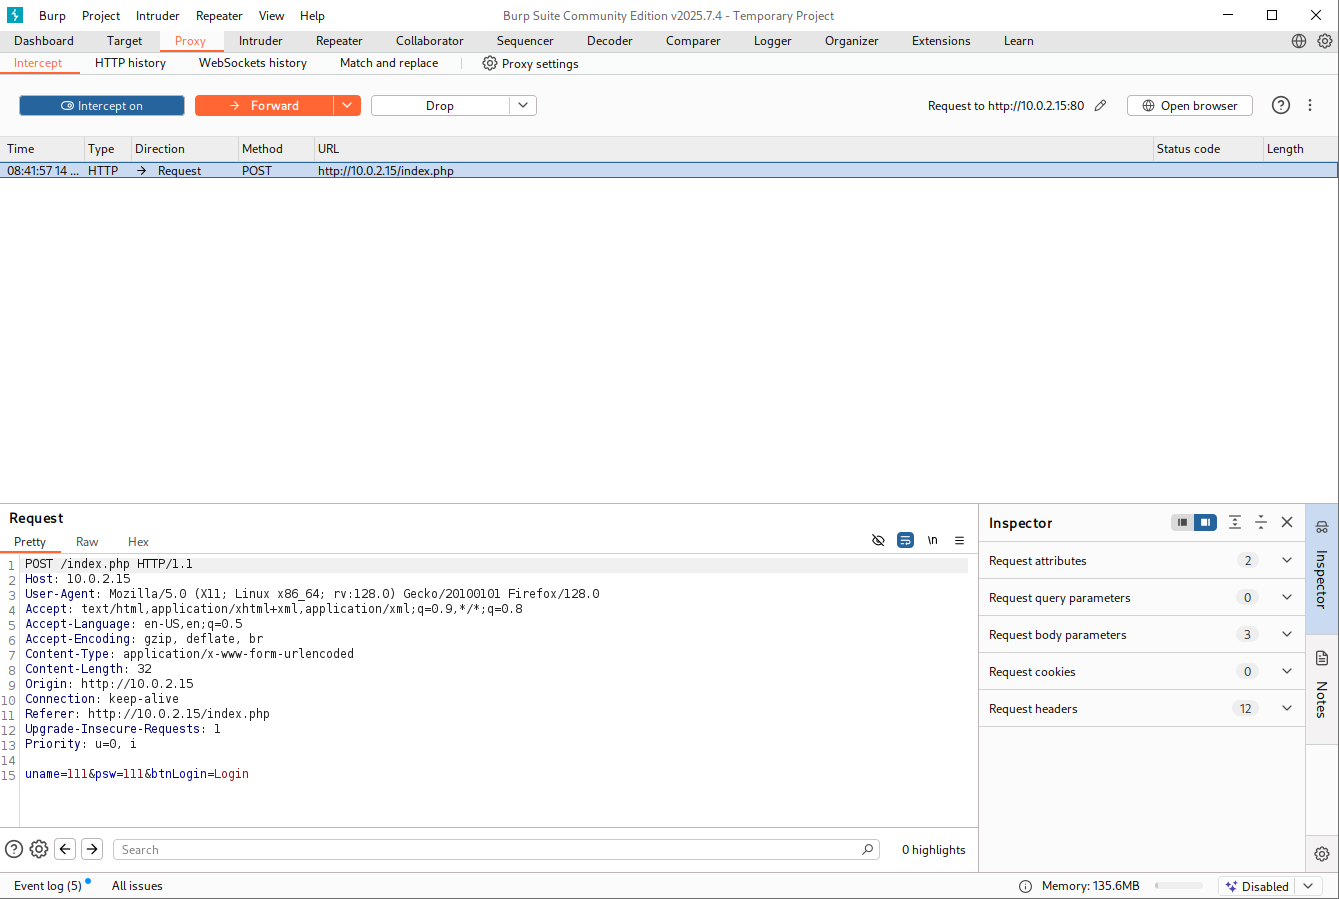 Burp Project Intruder Repeater View Help Burp Suite Community Edition v2025.7.4 - Temporary Project
Dashboard Target Proxy Intruder Repeater Collaborator Sequencer Decoder Comparer Logger Organizer Extensions Learn
Intercept HTTP history WebSockets history Match and replace Proxy settings
Intercept on Forward Drop Request to http://10.0.2.15:80 Open browser
Time Type Direction Method URL Status code Length
08:41:57 14 ... HTTP Request POST http://10.0.2.15/index.php
Request
Pretty Raw Hex \n
1 POST /index.php HTTP/1.1
2 Host: 10.0.2.15
3 User-Agent: Mozilla/5.0 (X11; Linux x86_64; rv:128.0) Gecko/20100101 Firefox/128.0
4 Accept: text/html,application/xhtml+xml,application/xml;q=0.9,*/*;q=0.8
5 Accept-Language: en-US,en;q=0.5
6 Accept-Encoding: gzip, deflate, br
7 Content-Type: application/x-www-form-urlencoded
8 Content-Length: 32
9 Origin: http://10.0.2.15
10 Connection: keep-alive
11 Referer: http://10.0.2.15/index.php
12 Upgrade-Insecure-Requests: 1
13 Priority: u=0, i
14
15 uname=111&psw=111&btnLogin=Login
Search 0 highlights
Inspector
Request attributes 2
Request query parameters 0
Request body parameters 3
Request cookies 0
Request headers 12
Inspector
Notes
Event log (5) All issues Memory: 135.6MB Disabled